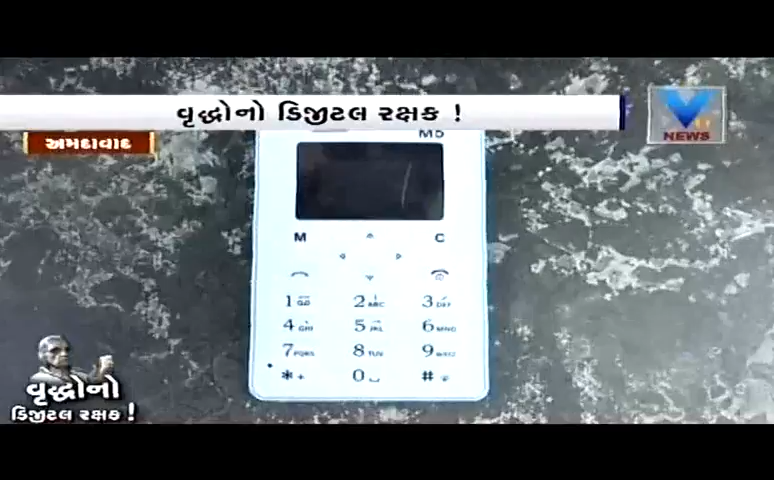 વૃદ્ધોનો ડિજીટલ રક્ષક !
NEWS
અમદાવાદ
M5
M
C
1
2 ABC
3 DEF
4 GHI
5 JKL
6 MNO
7 PQRS
8 TUV
9 WXYZ
* +
0
#
વૃદ્ધોનો
ડિજીટલ રક્ષક !